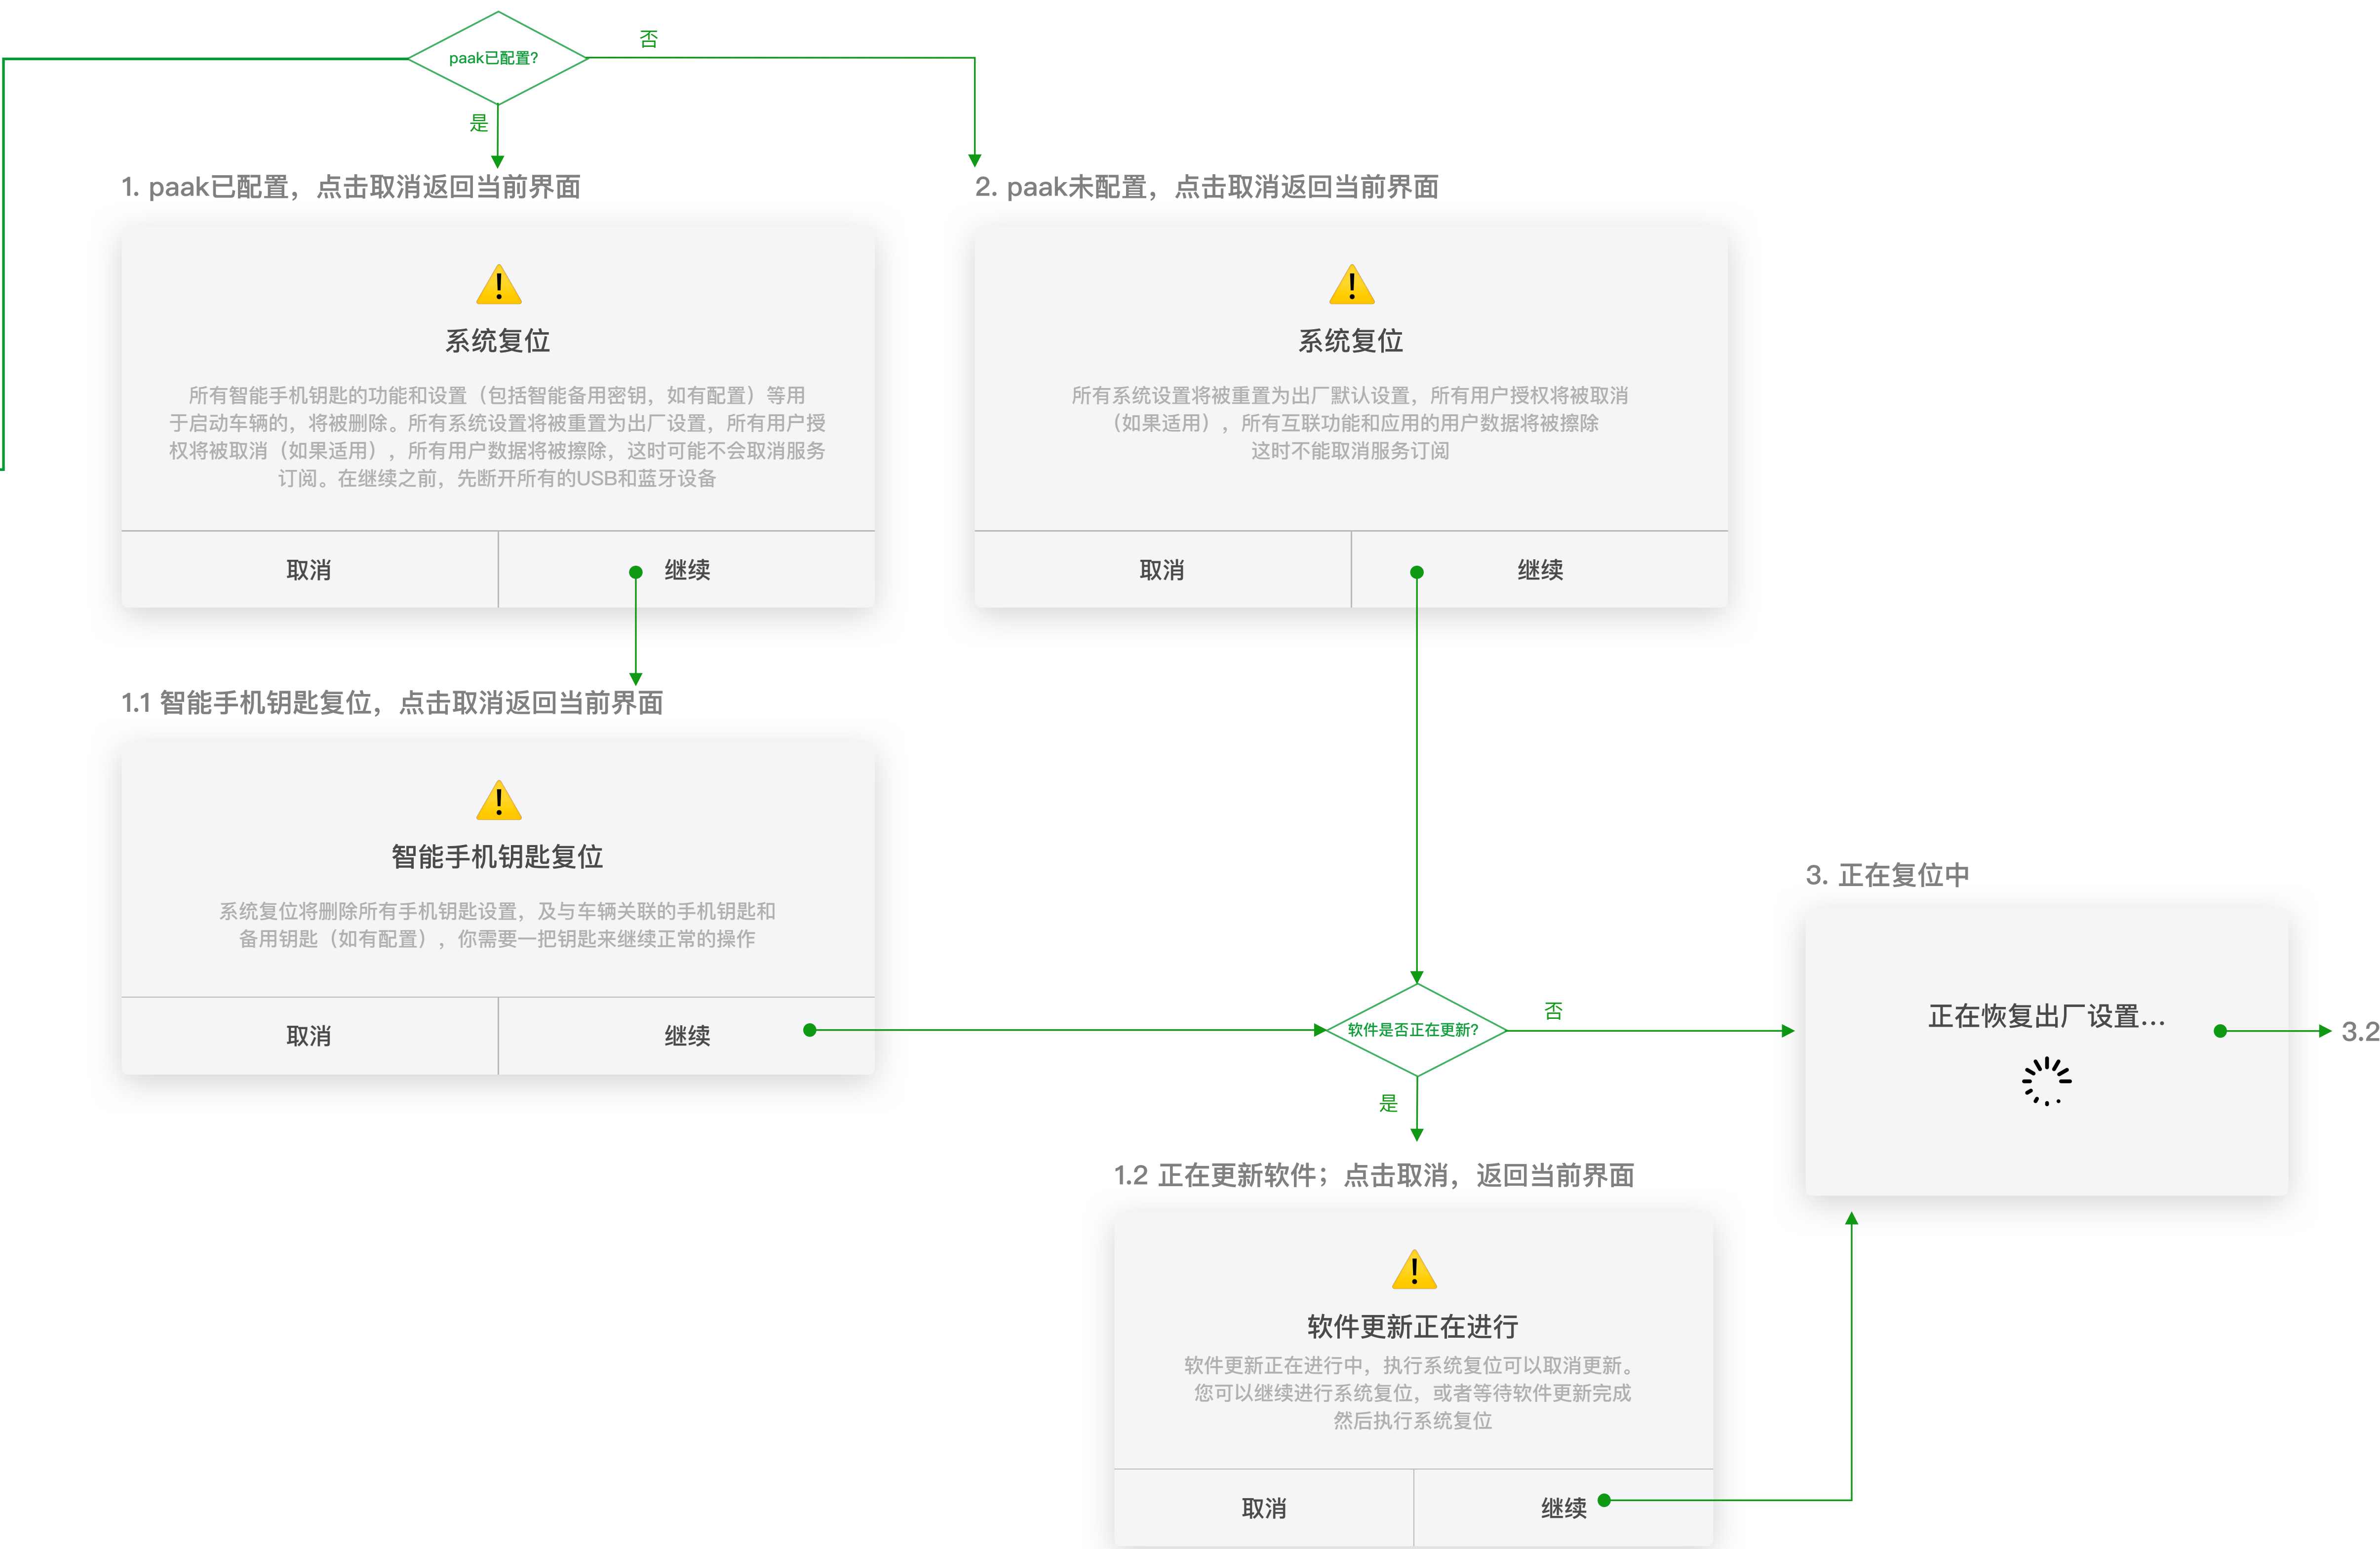 paak已配置?
否
是
1. paak已配置，点击取消返回当前界面
系统复位
所有智能手机钥匙的功能和设置（包括智能备用密钥，如有配置）等用
于启动车辆的，将被删除。所有系统设置将被重置为出厂设置，所有用户授
权将被取消（如果适用），所有用户数据将被擦除，这时可能不会取消服务
订阅。在继续之前，先断开所有的USB和蓝牙设备
取消
继续
2. paak未配置，点击取消返回当前界面
系统复位
所有系统设置将被重置为出厂默认设置，所有用户授权将被取消
（如果适用），所有互联功能和应用的用户数据将被擦除
这时不能取消服务订阅
取消
继续
1.1 智能手机钥匙复位，点击取消返回当前界面
智能手机钥匙复位
系统复位将删除所有手机钥匙设置，及与车辆关联的手机钥匙和
备用钥匙（如有配置），你需要一把钥匙来继续正常的操作
取消
继续
软件是否正在更新?
否
是
3. 正在复位中
正在恢复出厂设置...
3.2
1.2 正在更新软件；点击取消，返回当前界面
软件更新正在进行
软件更新正在进行中，执行系统复位可以取消更新。
您可以继续进行系统复位，或者等待软件更新完成
然后执行系统复位
取消
继续